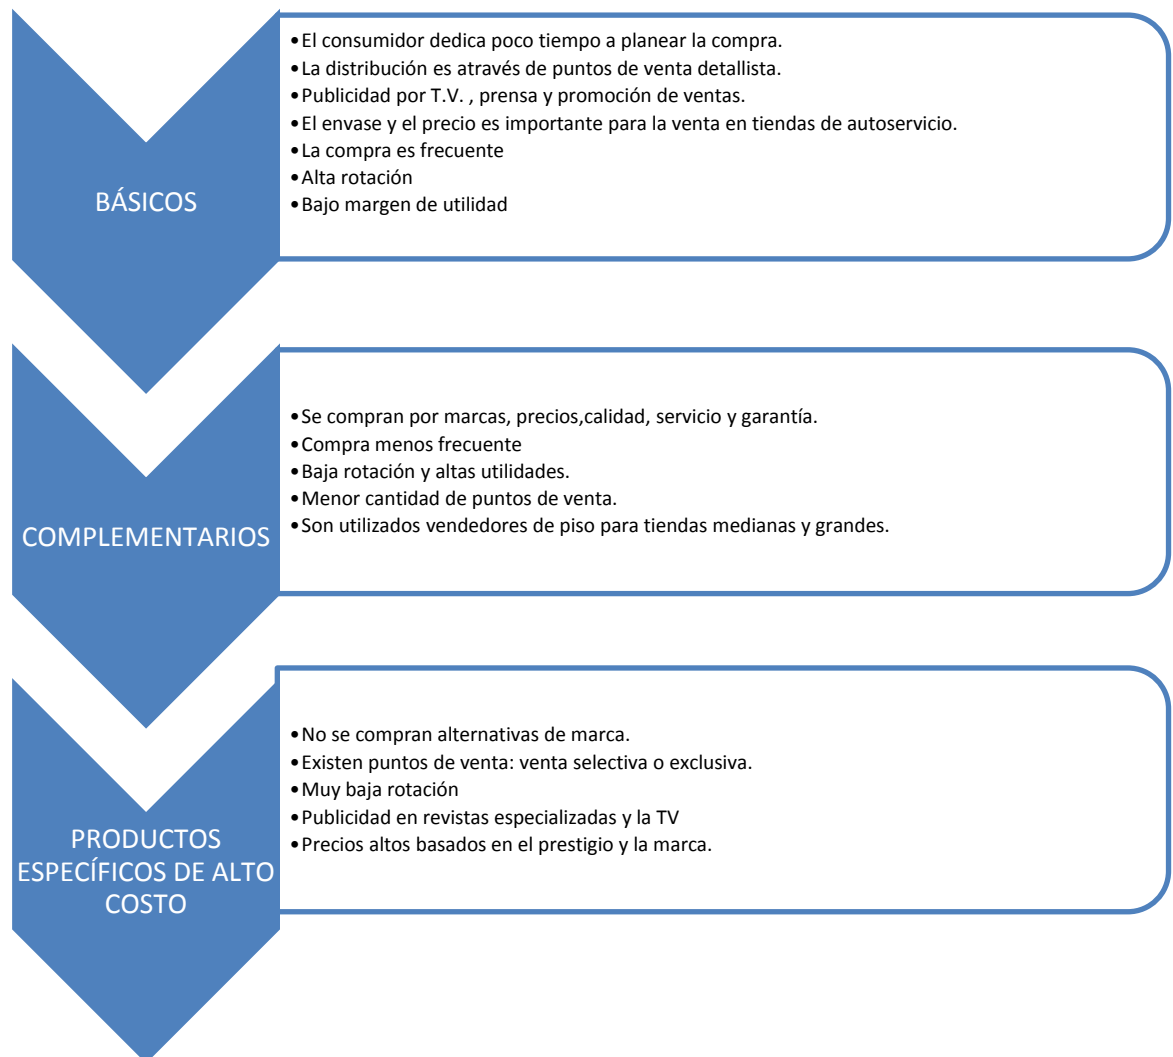 BÁSICOS
•El consumidor dedica poco tiempo a planear la compra.
•La distribución es através de puntos de venta detallista.
•Publicidad por T.V. , prensa y promoción de ventas.
•El envase y el precio es importante para la venta en tiendas de autoservicio.
•La compra es frecuente
•Alta rotación
•Bajo margen de utilidad
COMPLEMENTARIOS
•Se compran por marcas, precios,calidad, servicio y garantía.
•Compra menos frecuente
•Baja rotación y altas utilidades.
•Menor cantidad de puntos de venta.
•Son utilizados vendedores de piso para tiendas medianas y grandes.
PRODUCTOS
ESPECÍFICOS DE ALTO
COSTO
•No se compran alternativas de marca.
•Existen puntos de venta: venta selectiva o exclusiva.
•Muy baja rotación
•Publicidad en revistas especializadas y la TV
•Precios altos basados en el prestigio y la marca.